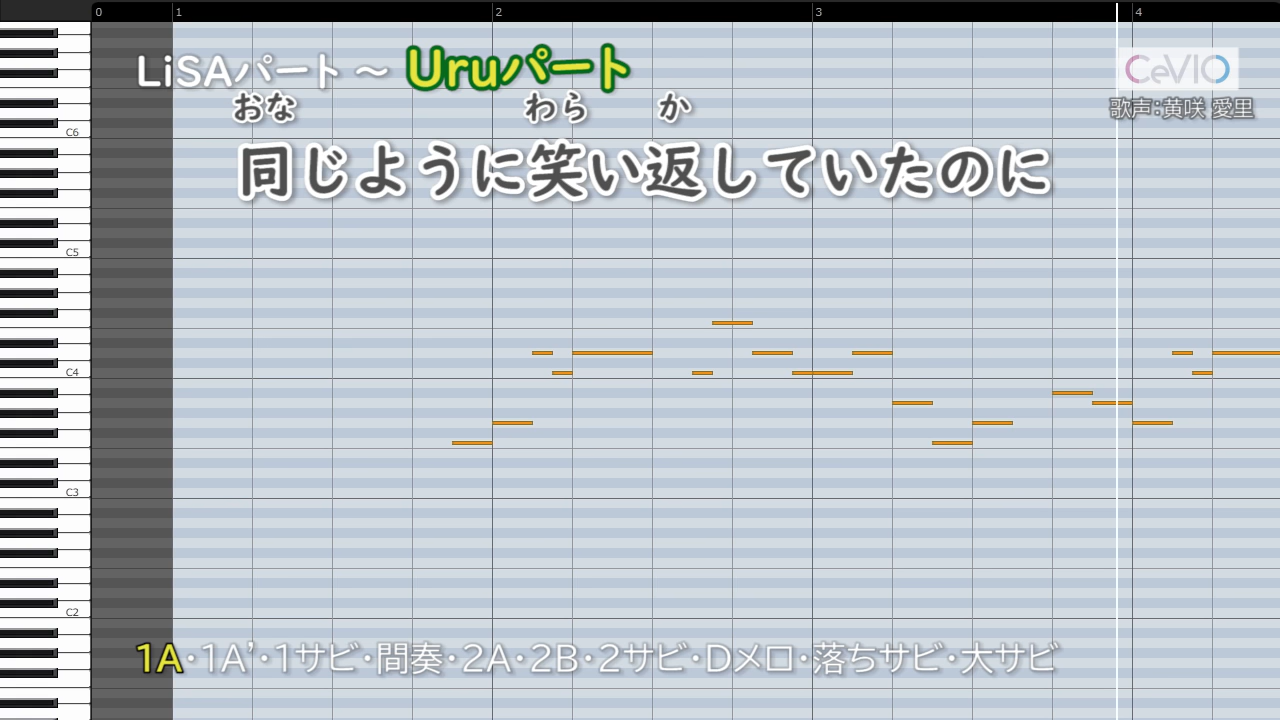 0 1 2 3 4
LiSAパート ～ Uruパート
CeVIO
歌声：黄咲 愛里
おな わら か
同じように笑い返していたのに
C6
C5
C4
C3
C2
1A・1A'・1サビ・間奏・2A・2B・2サビ・Dメロ・落ちサビ・大サビ